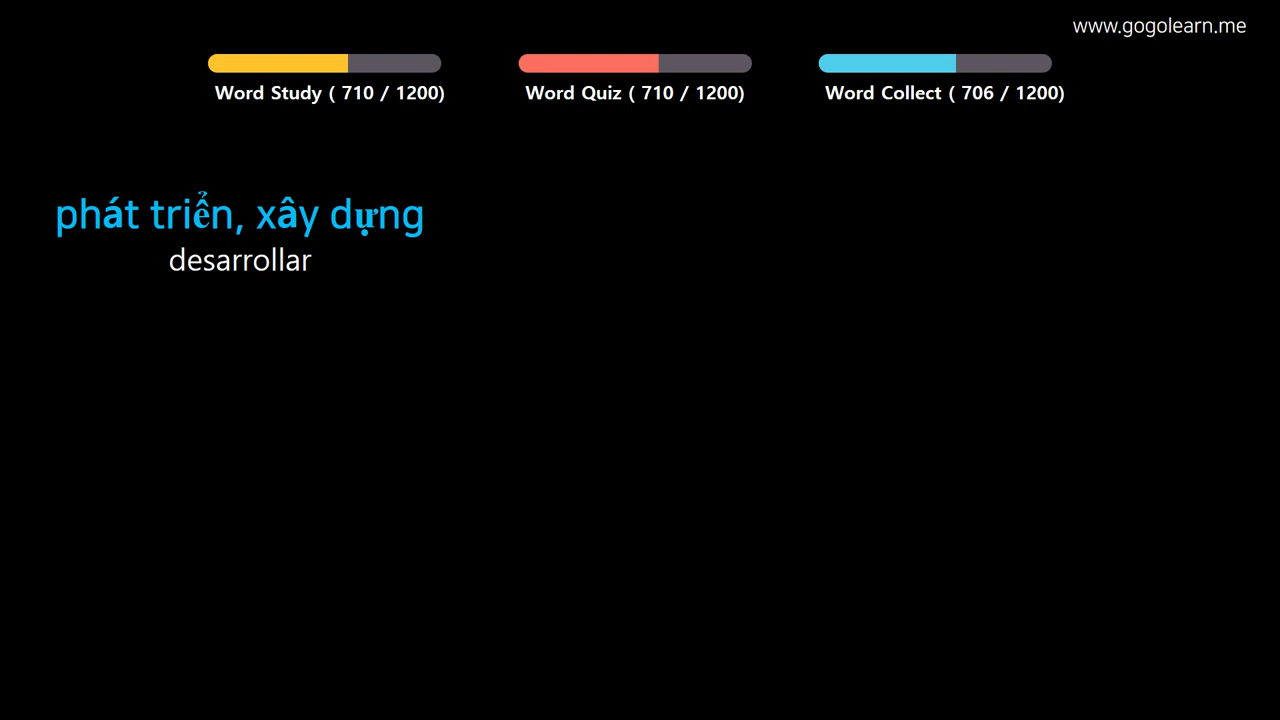 www.gogolearn.me
Word Study ( 710 / 1200)
Word Quiz ( 710 / 1200)
Word Collect ( 706 / 1200)
phát triển, xây dựng
desarrollar